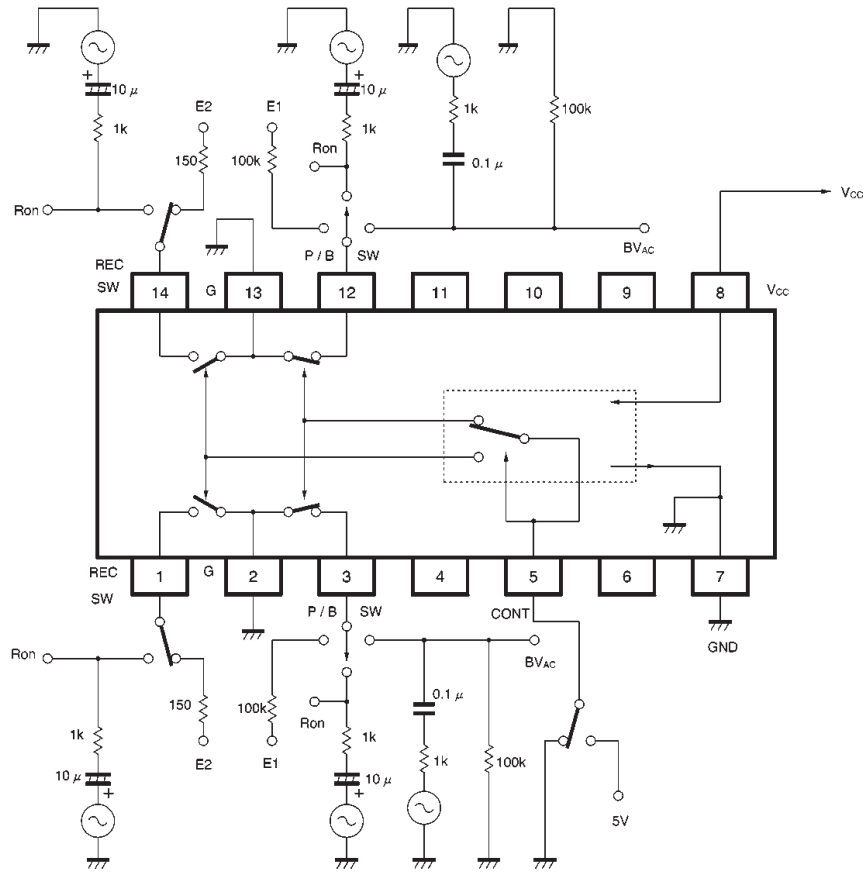 +
10 μ
1k
E2
150
Ron
E1
100k
+
10 μ
1k
Ron
1k
0.1 μ
100k
BVAC
VCC
REC
SW
G
P / B SW
14
13
12
11
10
9
8
VCC
REC
SW
1
G
2
3
4
5
6
7
P / B SW
CONT
GND
Ron
1k
10 μ
+
150
E2
100k
E1
Ron
1k
10 μ
+
0.1 μ
1k
100k
BVAC
5V